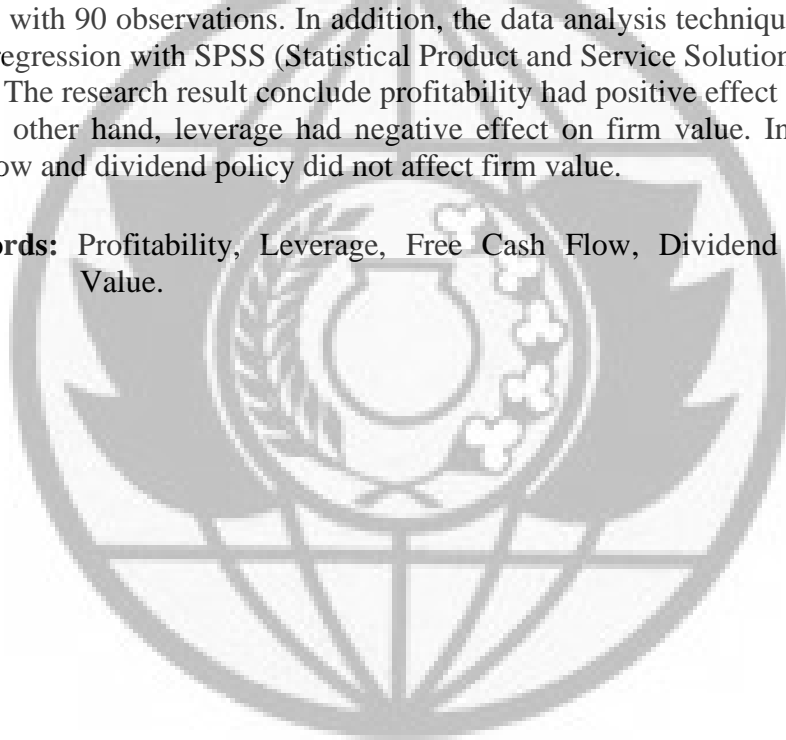 with 90 observations. In addition, the data analysis techniqu
regression with SPSS (Statistical Product and Service Solution
The research result conclude profitability had positive effect
other hand, leverage had negative effect on firm value. In
ow and dividend policy did not affect firm value.
ords: Profitability, Leverage, Free Cash Flow, Dividend
Value.